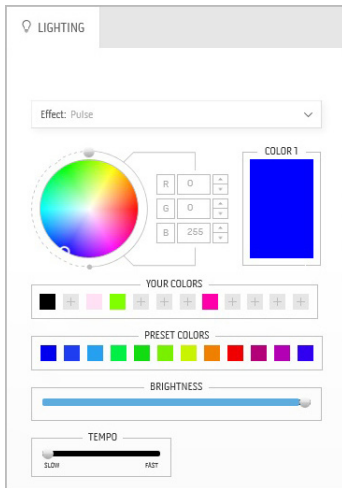 LIGHTING
Effect: Pulse
COLOR 1
R 0
G 0
B 255
YOUR COLORS
PRESET COLORS
BRIGHTNESS
TEMPO
SLOW FAST